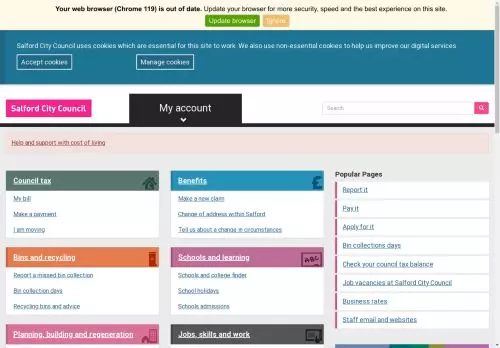 Your web browser (Chrome 119) is out of date. Update your browser for more security, speed and the best experience on this site.
Update browser Ignore
Salford City Council uses cookies which are essential for this site to work. We also use non-essential cookies to help us improve our digital services.
Accept cookies Manage cookies
Salford City Council
My account
Search
Help and support with cost of living
Council tax
My bill
Make a payment
I am moving
Benefits
Make a new claim
Change of address within Salford
Tell us about a change in circumstances
Bins and recycling
Report a missed bin collection
Bin collection days
Recycling bins and advice
Schools and learning
ABC
Schools and college finder
School holidays
Schools admissions
Planning, building and regeneration
Jobs, skills and work
Popular Pages
Report it
Pay it
Apply for it
Bin collections days
Check your council tax balance
Job vacancies at Salford City Council
Business rates
Staff email and websites